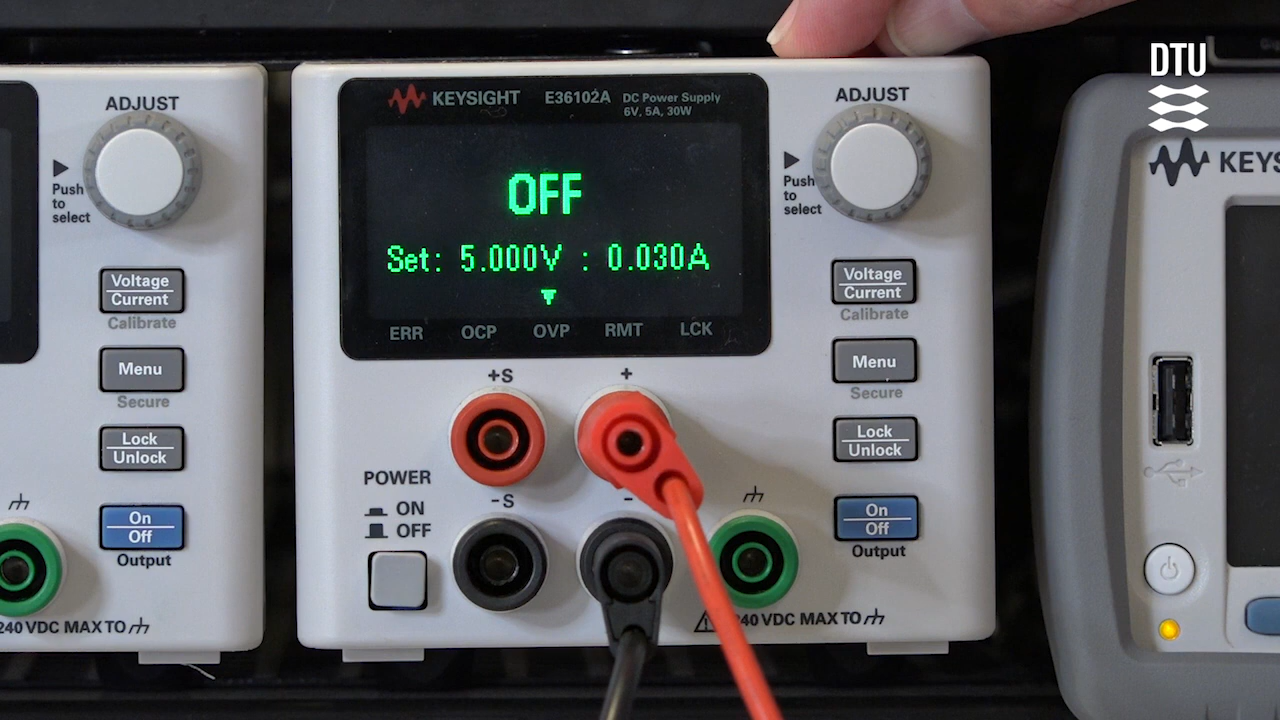 DTU
ADJUST
Push
to
select
Voltage
Current
Calibrate
Menu
Secure
Lock
Unlock
On
Off
Output
240 VDC MAX TO
KEYSIGHT E36102A DC Power Supply
6V, 5A, 30W
OFF
Set: 5.000V : 0.030A
ERR OCP OVP RMT LCK
+S +
-S -
POWER
ON
OFF
ADJUST
Push
to
select
Voltage
Current
Calibrate
Menu
Secure
Lock
Unlock
On
Off
Output
40 VDC MAX TO
KEYS